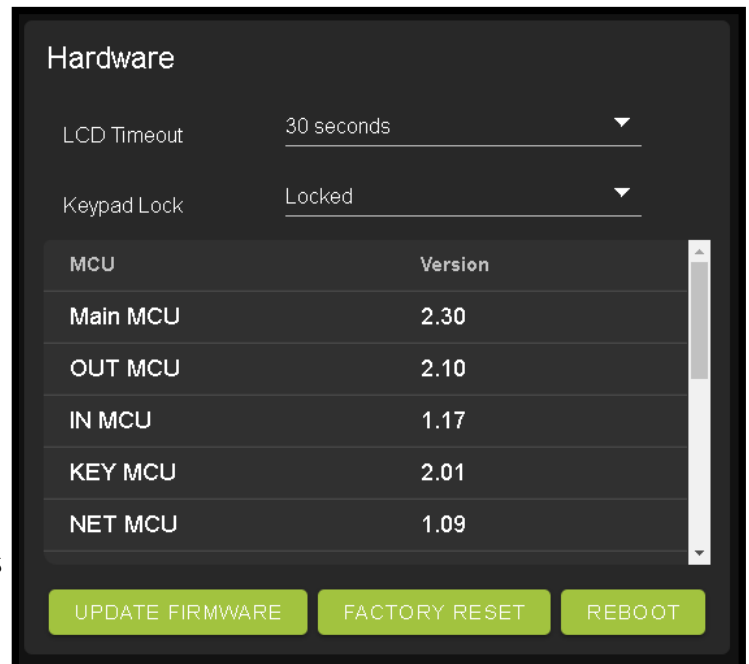 Hardware
LCD Timeout 30 seconds
Keypad Lock Locked
MCU Version
Main MCU 2.30
OUT MCU 2.10
IN MCU 1.17
KEY MCU 2.01
NET MCU 1.09
UPDATE FIRMWARE FACTORY RESET REBOOT